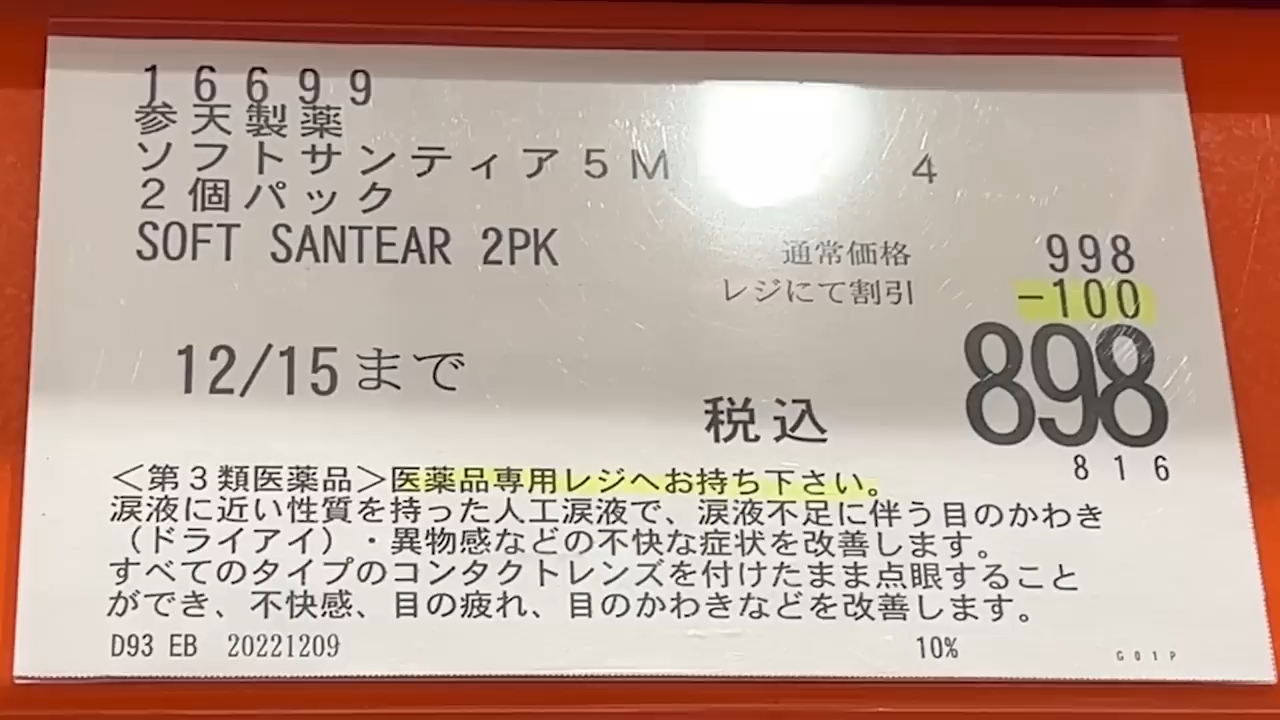 16699
参天製薬
ソフトサンティア5M 4
2個パック
SOFT SANTEAR 2PK
通常価格 998
レジにて割引 -100
898
12/15まで
税込
816
<第3類医薬品>医薬品専用レジへお持ち下さい。
涙液に近い性質を持った人工涙液で、涙液不足に伴う目のかわき
(ドライアイ)・異物感などの不快な症状を改善します。
すべてのタイプのコンタクトレンズを付けたまま点眼すること
ができ、不快感、目の疲れ、目のかわきなどを改善します。
D93 EB 20221209 10% G01P